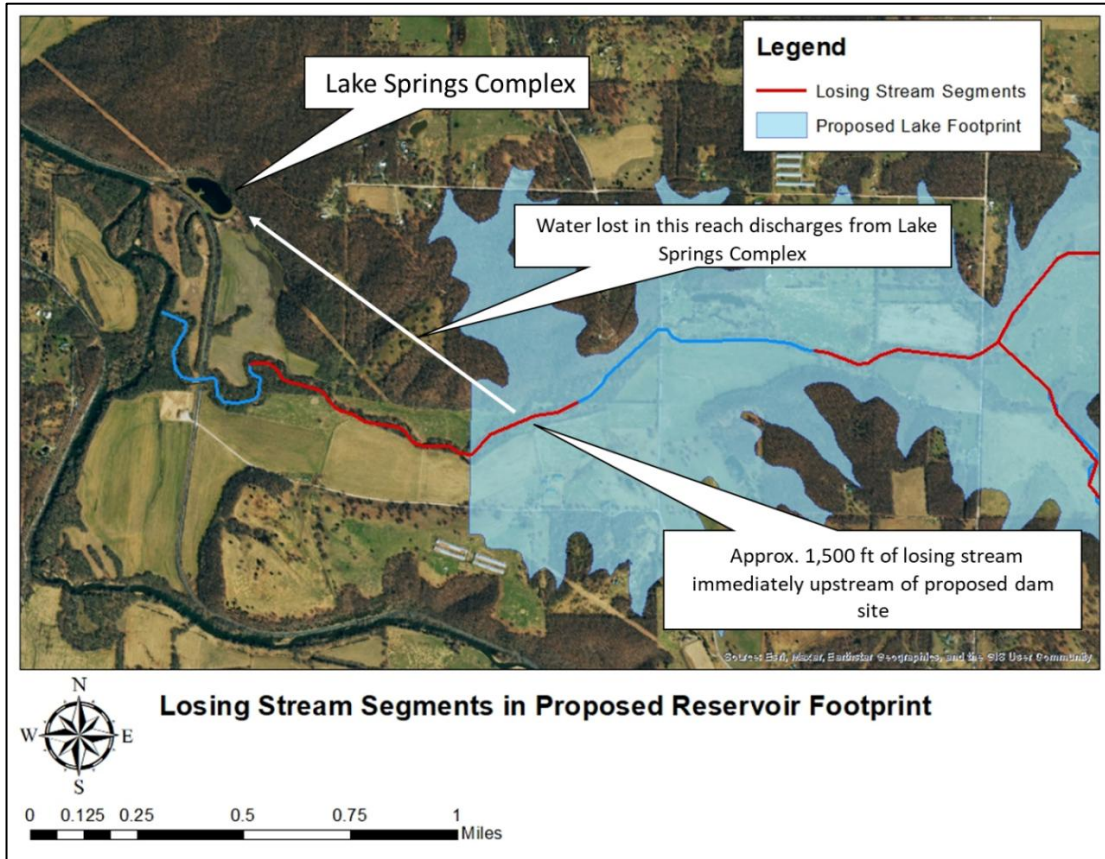 Legend
Losing Stream Segments
Proposed Lake Footprint
Lake Springs Complex
Water lost in this reach discharges from Lake
Springs Complex
Approx. 1,500 ft of losing stream
immediately upstream of proposed dam
site
Source: Esri, Maxar, Earthstar Geographics, and the GIS User Community
Losing Stream Segments in Proposed Reservoir Footprint
N
W E
S
0 0.125 0.25 0.5 0.75 1
Miles